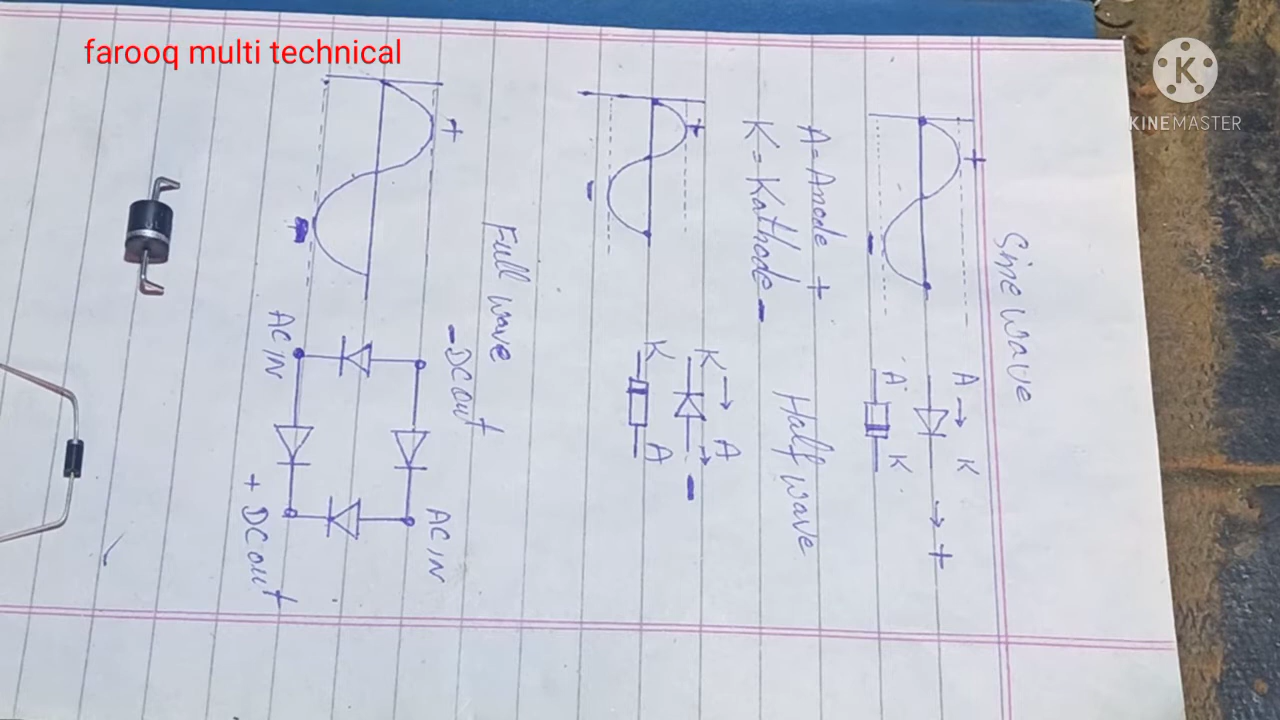 farooq multi technical
K
KINEMASTER
Sine wave
+
-
A → K
→ +
A K
A = Anode +
K = Kathode -
Half wave
+
-
K → A
→ -
K A
Full wave
+
-DC out
AC IN
AC IN
+ DC out